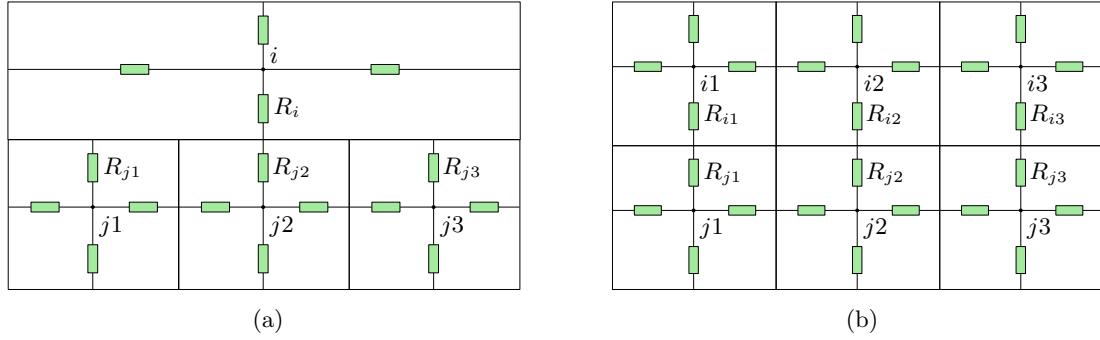 i
R_i
R_{j1} R_{j2} R_{j3}
j1 j2 j3
(a)
i1 i2 i3
R_{i1} R_{i2} R_{i3}
R_{j1} R_{j2} R_{j3}
j1 j2 j3
(b)